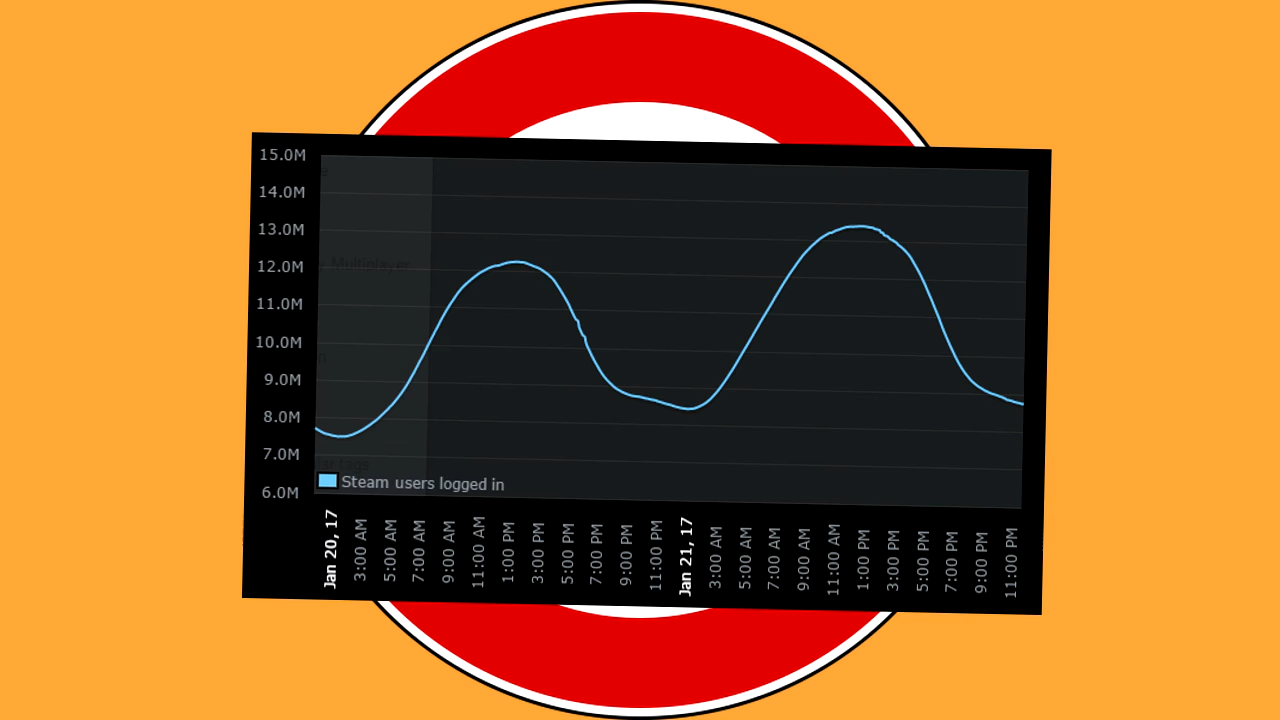 15.0M
14.0M
13.0M
12.0M
11.0M
10.0M
9.0M
8.0M
7.0M
6.0M
Multiplayer
tags
Steam users logged in
Jan 20, 17
3:00 AM
5:00 AM
7:00 AM
9:00 AM
11:00 AM
1:00 PM
3:00 PM
5:00 PM
7:00 PM
9:00 PM
11:00 PM
Jan 21, 17
3:00 AM
5:00 AM
7:00 AM
9:00 AM
11:00 AM
1:00 PM
3:00 PM
5:00 PM
7:00 PM
9:00 PM
11:00 PM